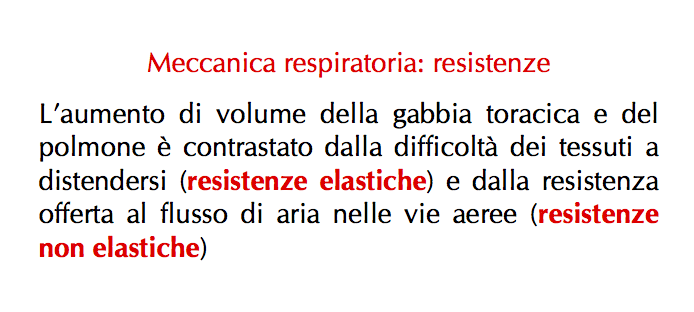 Meccanica respiratoria: resistenze
L’aumento di volume della gabbia toracica e del
polmone è contrastato dalla difficoltà dei tessuti a
distendersi (resistenze elastiche) e dalla resistenza
offerta al flusso di aria nelle vie aeree (resistenze
non elastiche)